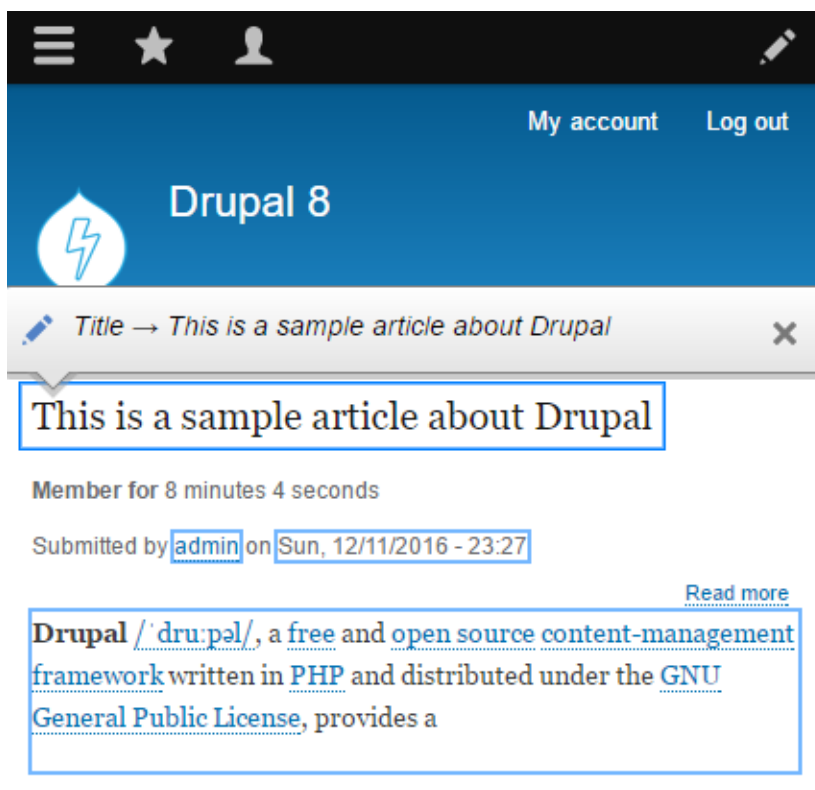 My account Log out
Drupal 8
Title → This is a sample article about Drupal
This is a sample article about Drupal
Member for 8 minutes 4 seconds
Submitted by admin on Sun, 12/11/2016 - 23:27
Read more
Drupal /ˈdruːpəl/, a free and open source content-management
framework written in PHP and distributed under the GNU
General Public License, provides a